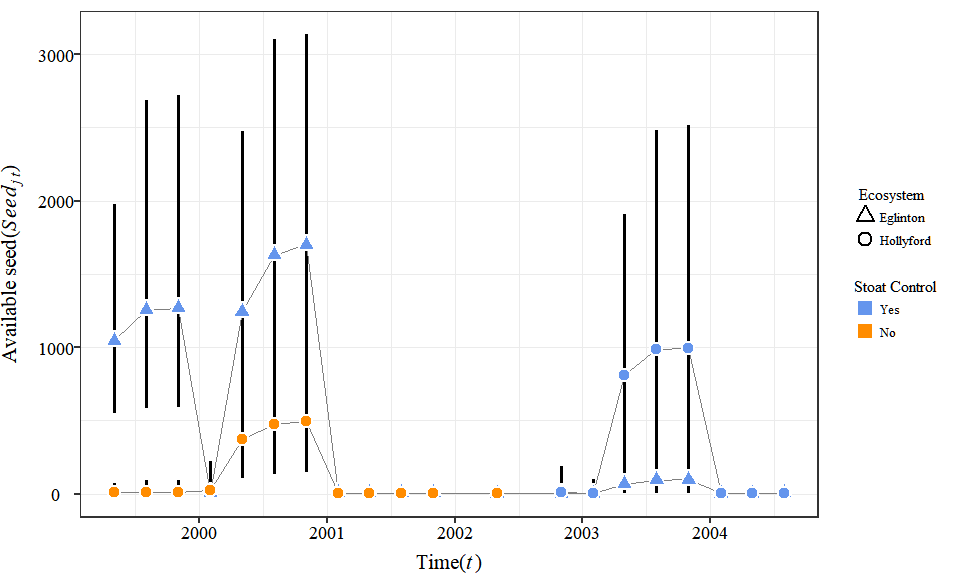 3000
2000
1000
0
Available seed(Seed j t)
2000
2001
2002
2003
2004
Time(t)
Ecosystem
Eglinton
Hollyford
Stoat Control
Yes
No